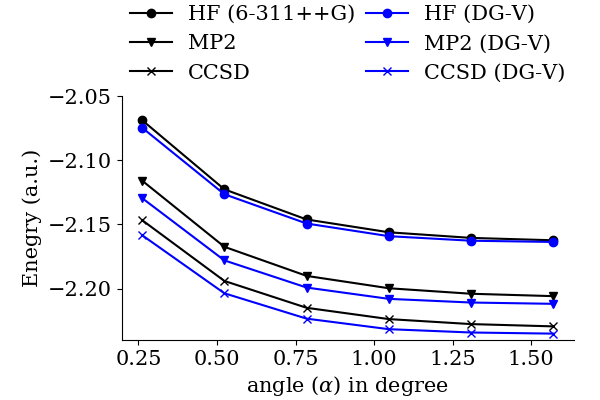 HF (6-311++G) HF (DG-V)
MP2 MP2 (DG-V)
CCSD CCSD (DG-V)
−2.05
−2.10
−2.15
−2.20
Enegry (a.u.)
0.25 0.50 0.75 1.00 1.25 1.50
angle (α) in degree